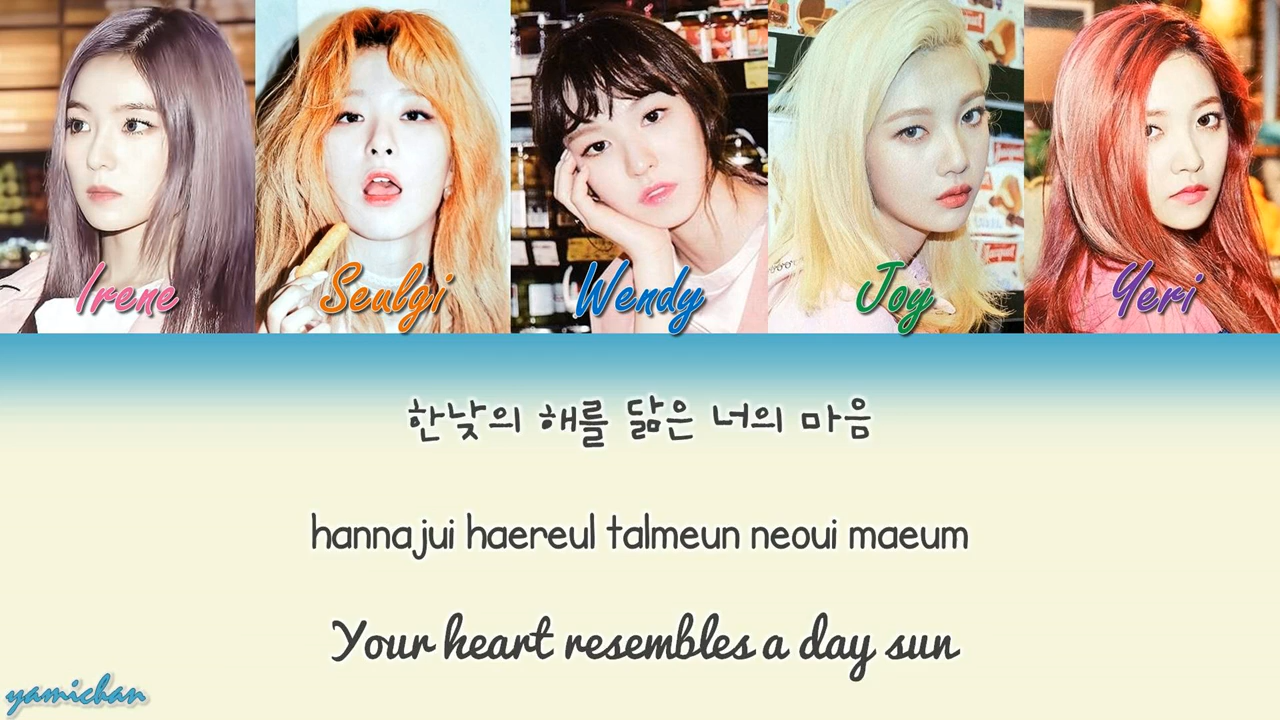 Irene
Seulgi
Wendy
Joy
Yeri
한낮의 해를 닮은 너의 마음
hannajui haereul talmeun neoui maeum
Your heart resembles a day sun
yamichan